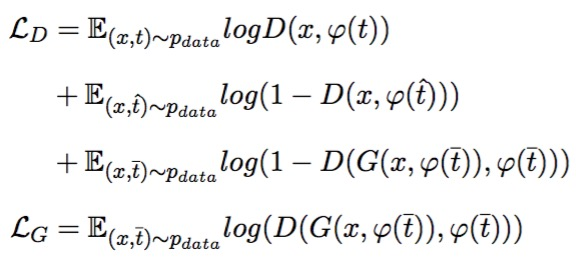 ℒ_D = 𝔼_{(x,t)∼p_{data}} logD(x, φ(t))
+ 𝔼_{(x,t̂)∼p_{data}} log(1 − D(x, φ(t̂)))
+ 𝔼_{(x,t̄)∼p_{data}} log(1 − D(G(x, φ(t̄)), φ(t̄)))
ℒ_G = 𝔼_{(x,t̄)∼p_{data}} log(D(G(x, φ(t̄)), φ(t̄)))